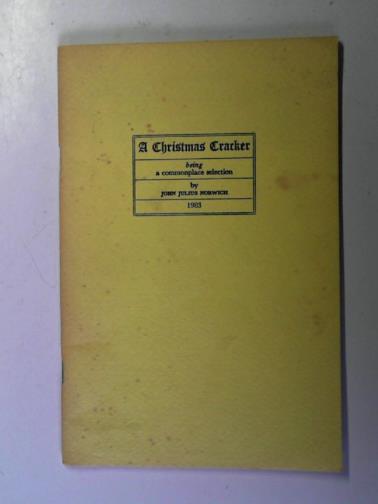 A Christmas Cracker
being
a commonplace selection
by
JOHN JULIUS NORWICH
1983